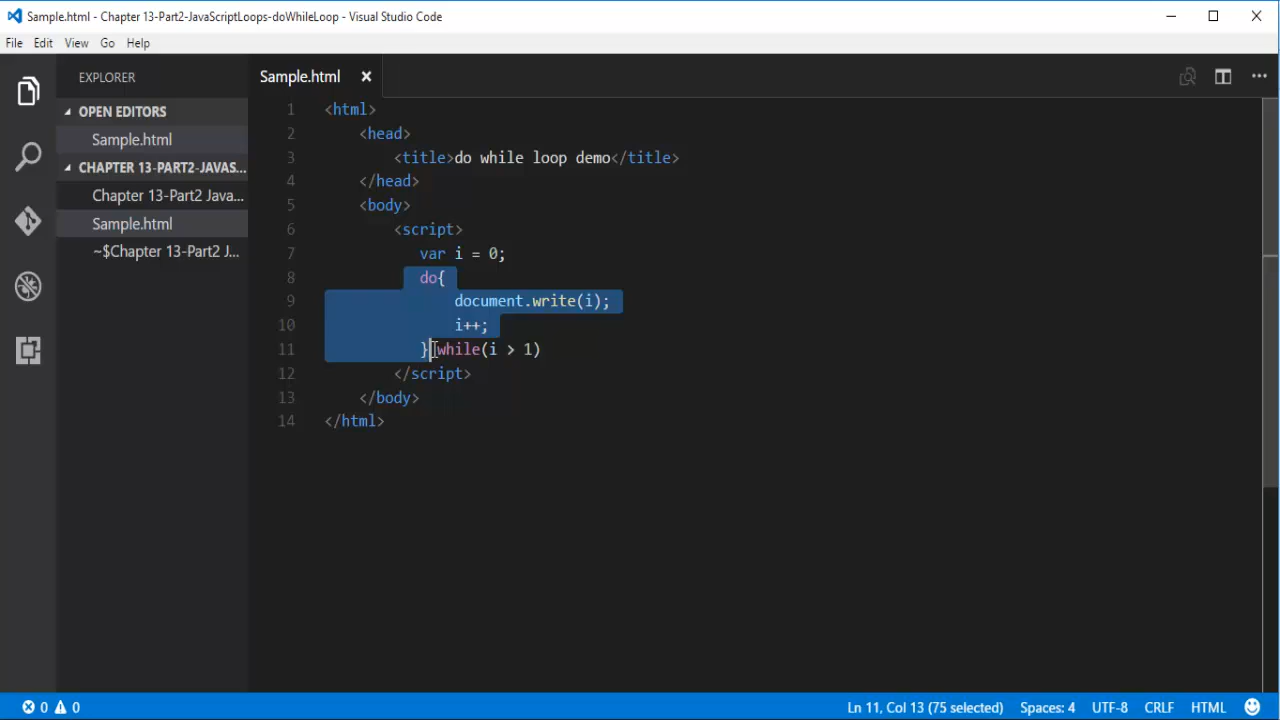 Sample.html - Chapter 13-Part2-JavaScriptLoops-doWhileLoop - Visual Studio Code
File Edit View Go Help
EXPLORER
OPEN EDITORS
Sample.html
CHAPTER 13-PART2-JAVAS...
Chapter 13-Part2 Java...
Sample.html
~$Chapter 13-Part2 J...
Sample.html
1 <html>
2 <head>
3 <title>do while loop demo</title>
4 </head>
5 <body>
6 <script>
7 var i = 0;
8 do{
9 document.write(i);
10 i++;
11 } while(i > 1)
12 </script>
13 </body>
14 </html>
0 0 Ln 11, Col 13 (75 selected) Spaces: 4 UTF-8 CRLF HTML